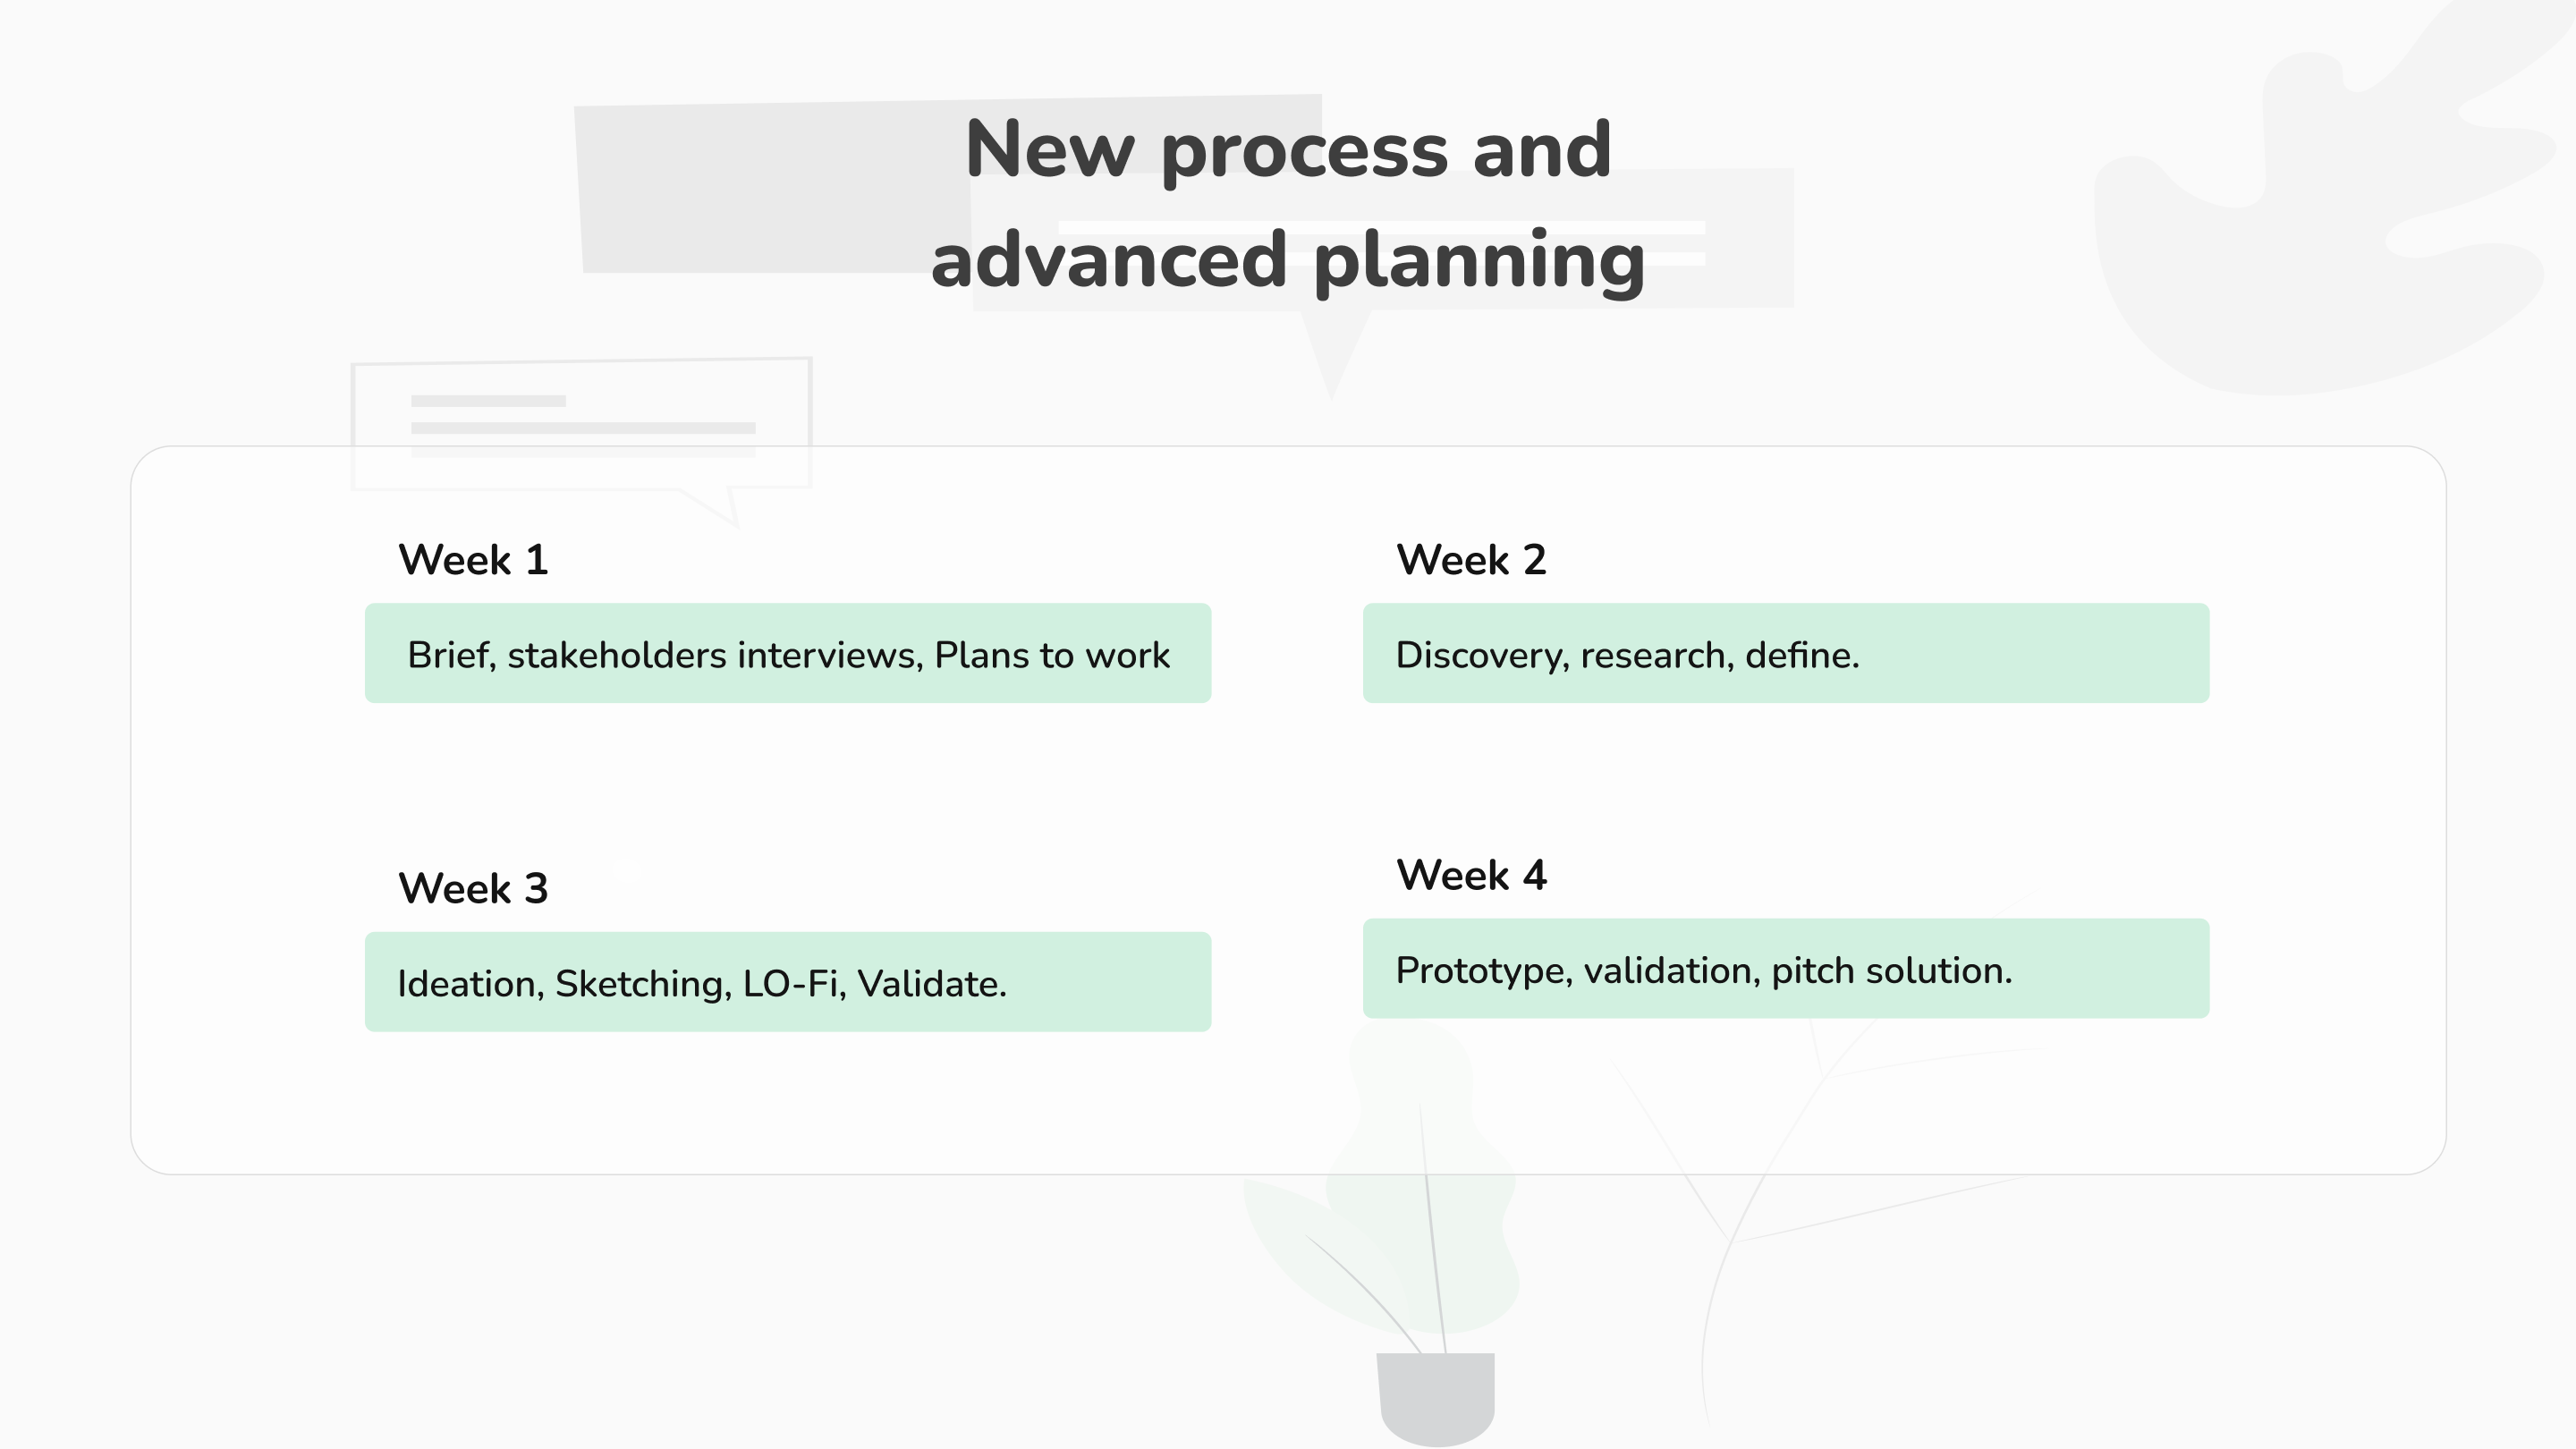 New process and
advanced planning
Week 1
Brief, stakeholders interviews, Plans to work
Week 2
Discovery, research, define.
Week 3
Ideation, Sketching, LO-Fi, Validate.
Week 4
Prototype, validation, pitch solution.